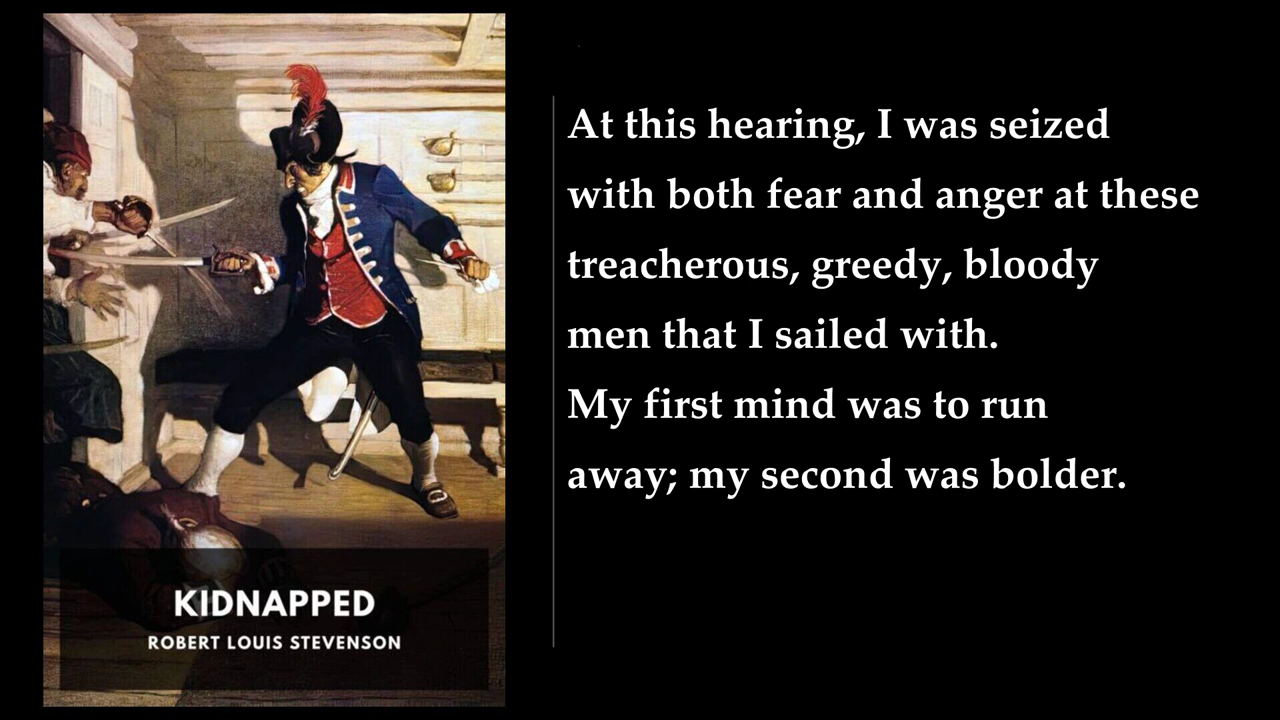 At this hearing, I was seized
with both fear and anger at these
treacherous, greedy, bloody
men that I sailed with.
My first mind was to run
away; my second was bolder.
KIDNAPPED
ROBERT LOUIS STEVENSON